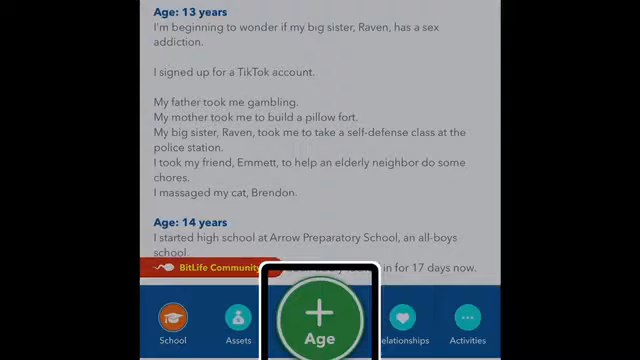 Age: 13 years
I'm beginning to wonder if my big sister, Raven, has a sex
addiction.
I signed up for a TikTok account.
My father took me gambling.
My mother took me to build a pillow fort.
My big sister, Raven, took me to take a self-defense class at the
police station.
I took my friend, Emmett, to help an elderly neighbor do some
chores.
I massaged my cat, Brendon.
Age: 14 years
I started high school at Arrow Preparatory School, an all-boys
school.
BitLife Community in for 17 days now.
School
Assets
+
Age
elationships
Activities